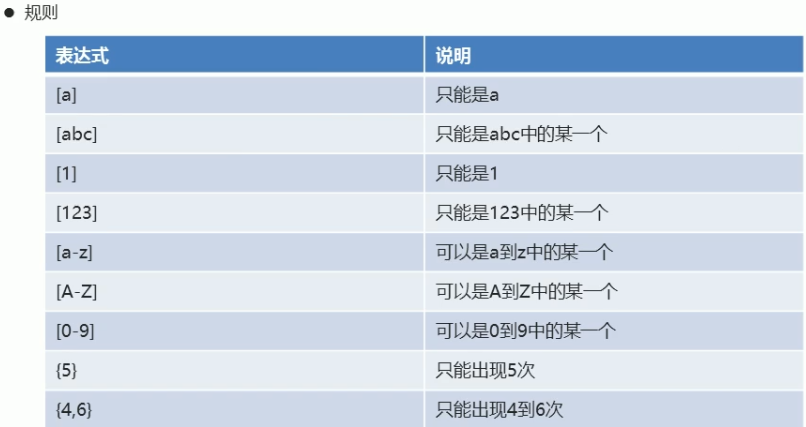 ● 规则
表达式 说明
[a] 只能是a
[abc] 只能是abc中的某一个
[1] 只能是1
[123] 只能是123中的某一个
[a-z] 可以是a到z中的某一个
[A-Z] 可以是A到Z中的某一个
[0-9] 可以是0到9中的某一个
{5} 只能出现5次
{4,6} 只能出现4到6次